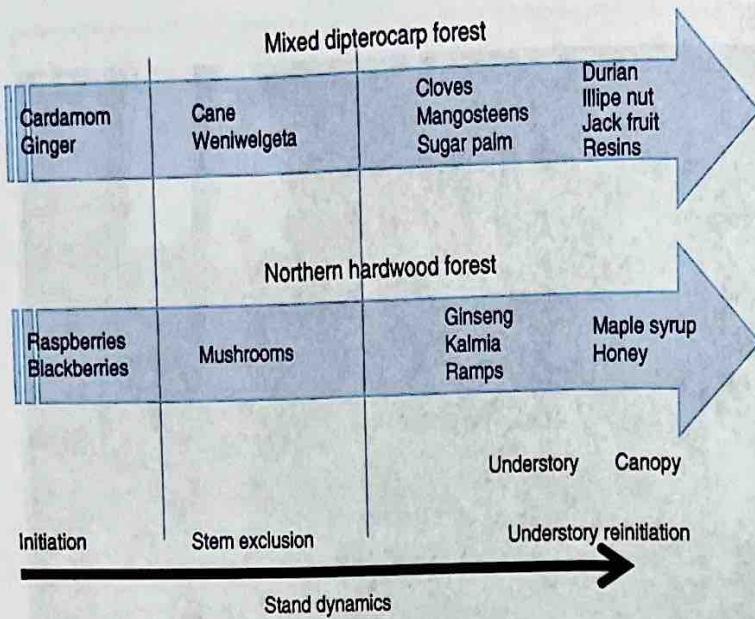 Mixed dipterocarp forest
Cardamom
Ginger
Cane
Weniwelgeta
Cloves
Mangosteens
Sugar palm
Durian
Illipe nut
Jack fruit
Resins
Northern hardwood forest
Raspberries
Blackberries
Mushrooms
Ginseng
Kalmia
Ramps
Maple syrup
Honey
Understory
Canopy
Initiation
Stem exclusion
Understory reinitiation
Stand dynamics